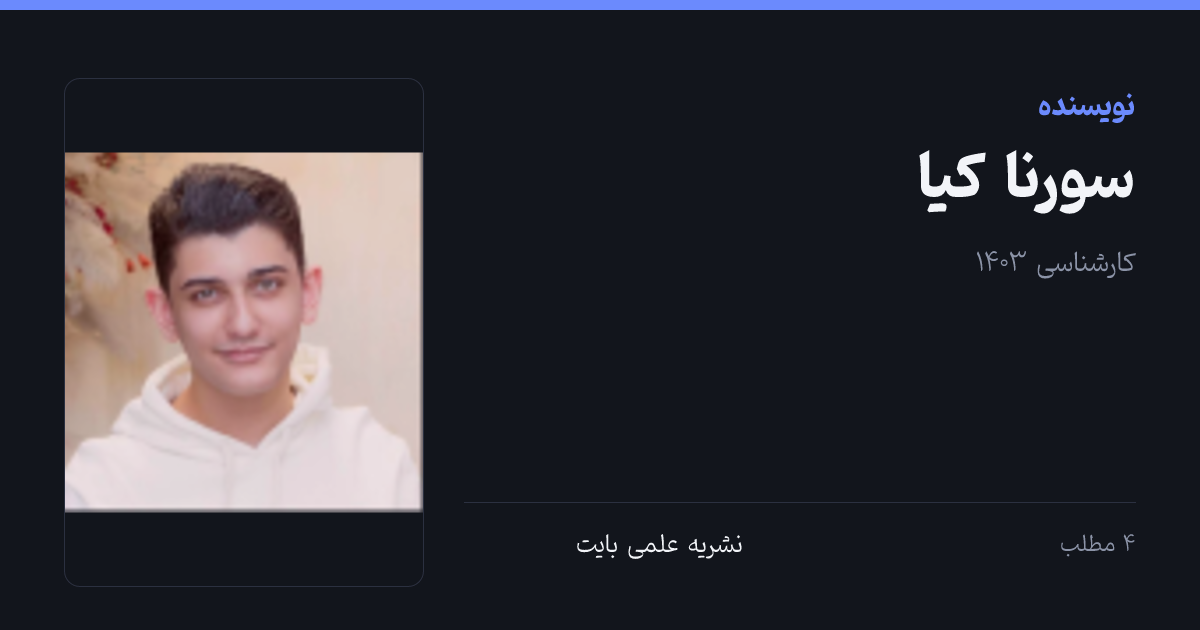 نویسنده
سورنا کیا
کارشناسی ۱۴۰۳
۴ مطلب
نشریه علمی بایت